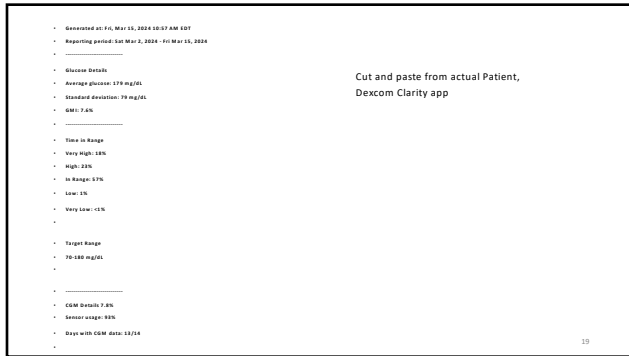 • Generated at: Fri, Mar 15, 2024 10:57 AM EDT
• Reporting period: Sat Mar 2, 2024 - Fri Mar 15, 2024
• -------------------------
• Glucose Details
• Average glucose: 179 mg/dL
• Standard deviation: 79 mg/dL
• GMI: 7.6%
• -------------------------
• Time in Range
• Very High: 18%
• High: 23%
• In Range: 57%
• Low: 1%
• Very Low: <1%
•
• Target Range
• 70-180 mg/dL
•
• -------------------------
• CGM Details 7.8%
• Sensor usage: 93%
• Days with CGM data: 13/14
•
Cut and paste from actual Patient,
Dexcom Clarity app
19